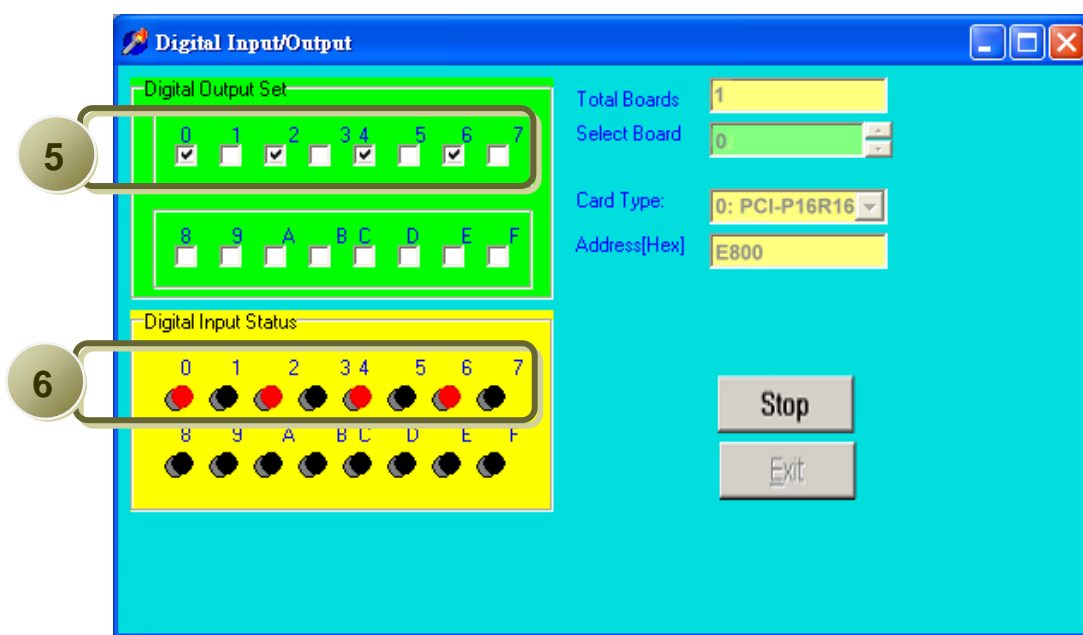 Digital Input/Output
Digital Output Set
5
0 1 2 3 4 5 6 7
8 9 A B C D E F
Total Boards 1
Select Board 0
Card Type: 0: PCI-P16R16
Address[Hex] E800
Digital Input Status
6
0 1 2 3 4 5 6 7
8 9 A B C D E F
Stop
Exit